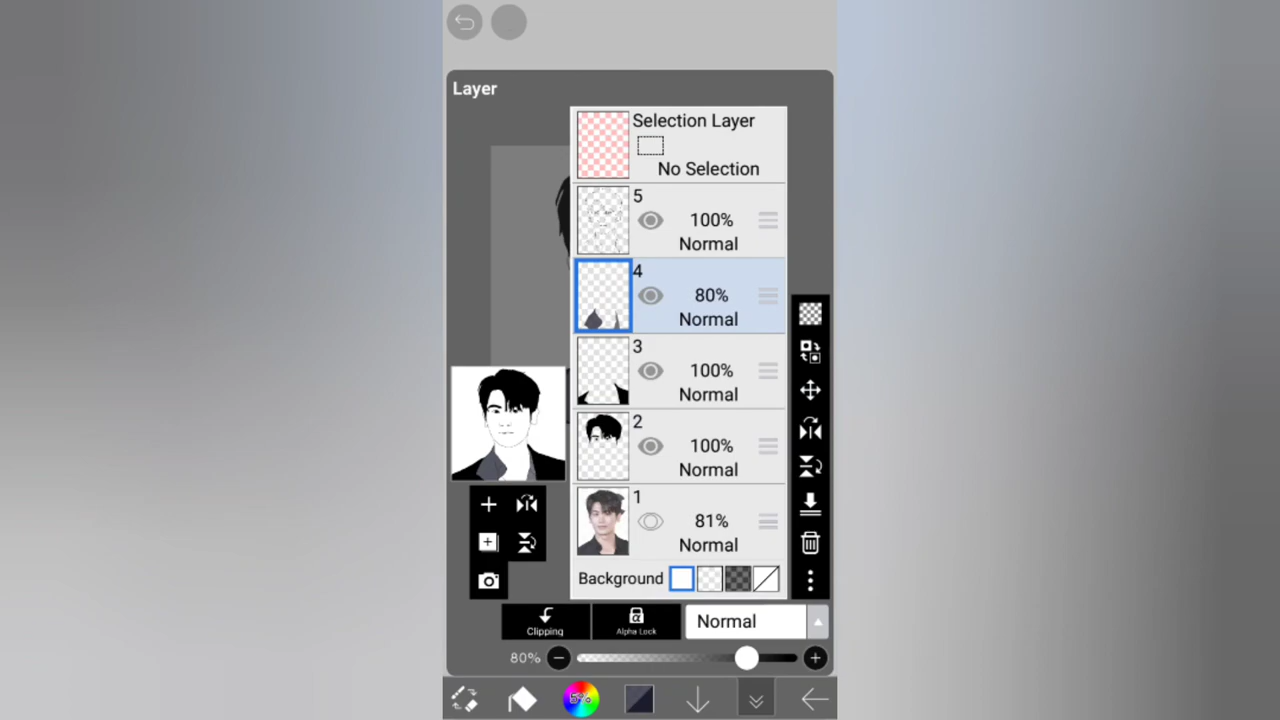 Layer
Selection Layer
No Selection
5
100%
Normal
4
80%
Normal
3
100%
Normal
2
100%
Normal
1
81%
Normal
Background
Clipping
α
Alpha Lock
Normal
80%